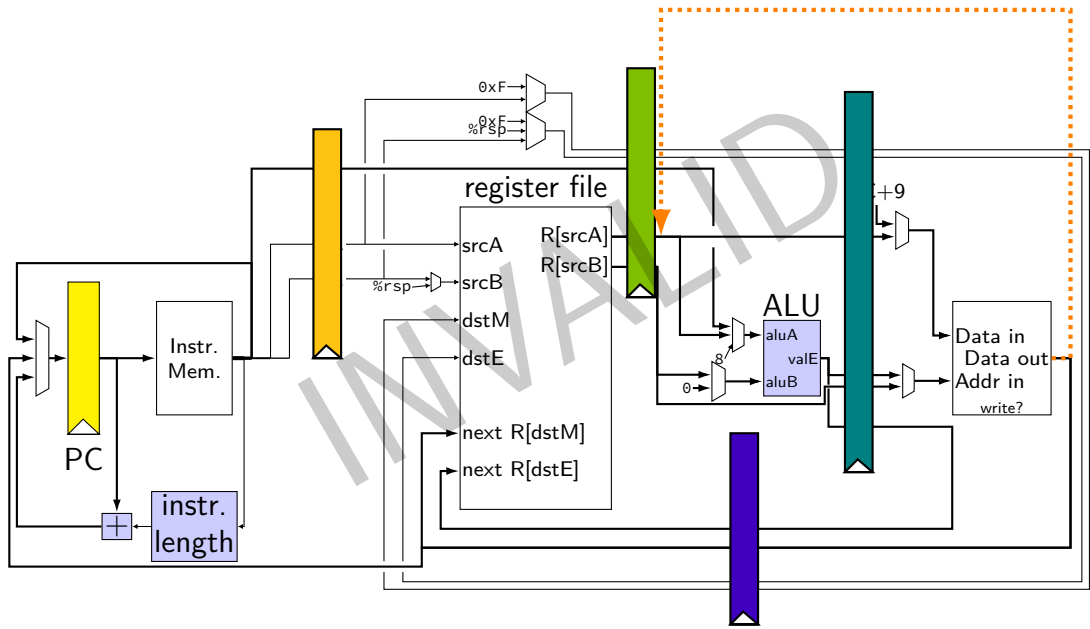 0xF
0xF
%rsp
register file
+9
R[srcA]
srcA
R[srcB]
srcB
%rsp
dstM
ALU
aluA
Instr.
Mem.
8
valE
dstE
Data in
Data out
aluB
0
Addr in
write?
next R[dstM]
PC
next R[dstE]
+
instr.
length
INVALID